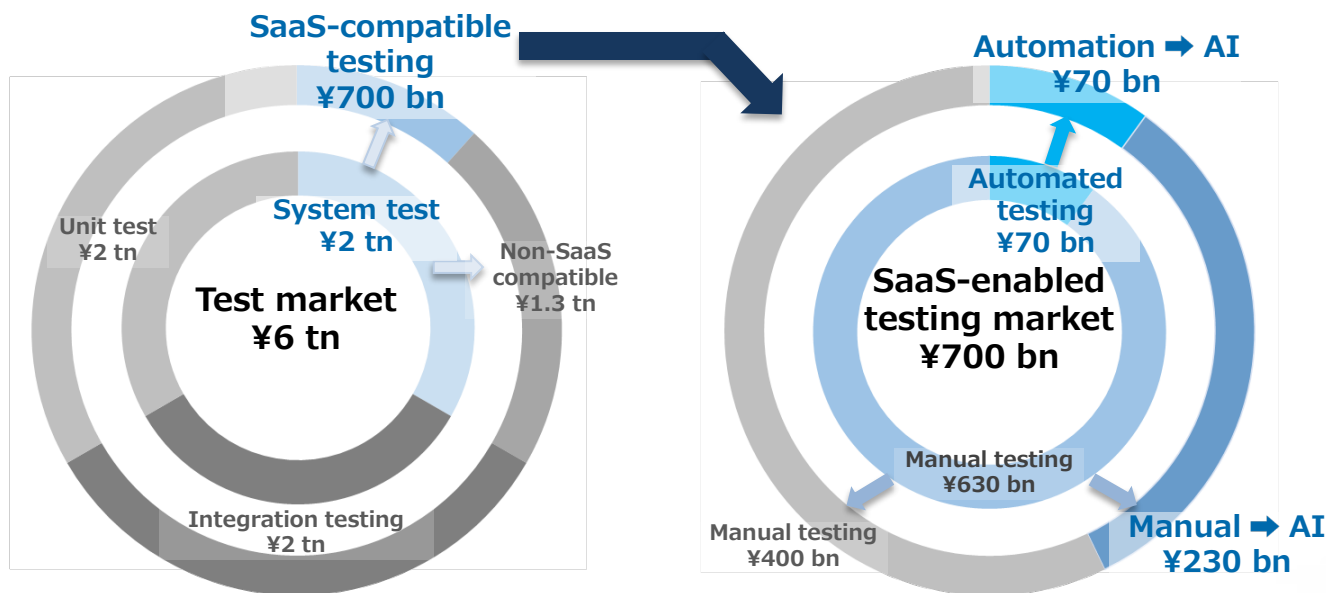 SaaS-compatible
testing
¥700 bn
System test
¥2 tn
Unit test
¥2 tn
Non-SaaS
compatible
¥1.3 tn
Test market
¥6 tn
Integration testing
¥2 tn
Automation ➡ AI
¥70 bn
Automated
testing
¥70 bn
SaaS-enabled
testing market
¥700 bn
Manual testing
¥630 bn
Manual testing
¥400 bn
Manual ➡ AI
¥230 bn